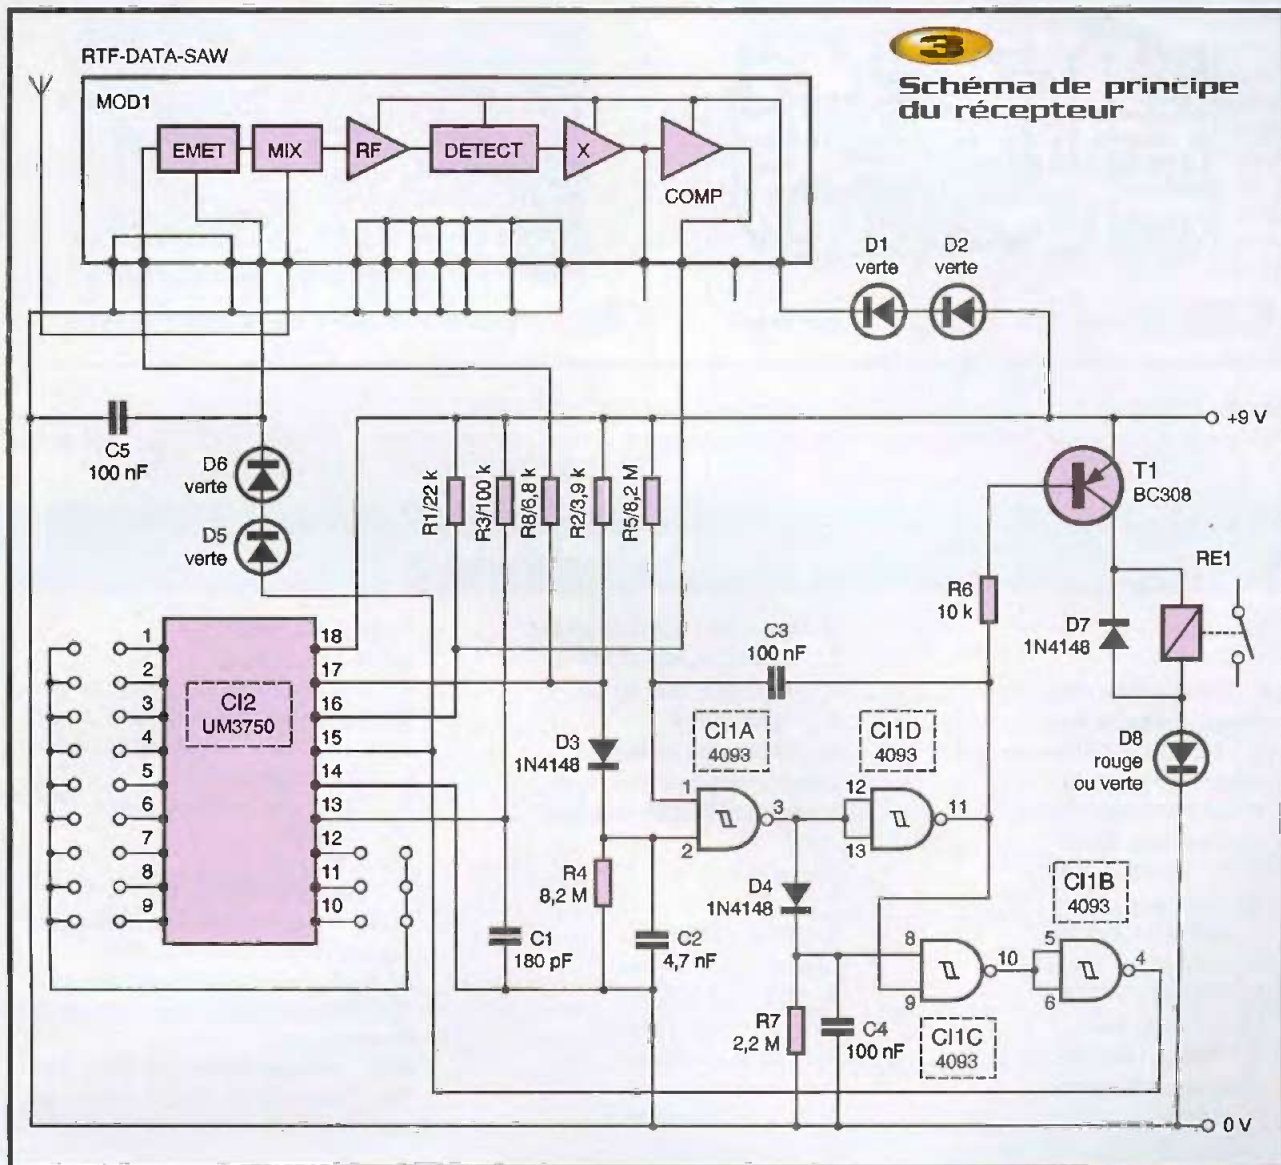 RTF-DATA-SAW
3
Schéma de principe
du récepteur
MOD1
EMET
MIX
RF
DETECT
X
COMP
D1
verte
D2
verte
+9 V
C5
100 nF
D6
verte
D5
verte
R1/22 k
R3/100 k
R8/6,8 k
R2/3,9 k
R5/8,2 M
T1
BC308
RE1
R6
10 k
D7
1N4148
C3
100 nF
D8
rouge
ou verte
1
2
3
4
5
6
7
8
9
CI2
UM3750
18
17
16
15
14
13
12
11
10
D3
1N4148
CI1A
4093
CI1D
4093
1
2
3
12
13
11
R4
8,2 M
D4
1N4148
CI1B
4093
C1
180 pF
C2
4,7 nF
8
9
10
5
6
4
R7
2,2 M
C4
100 nF
CI1C
4093
0 V